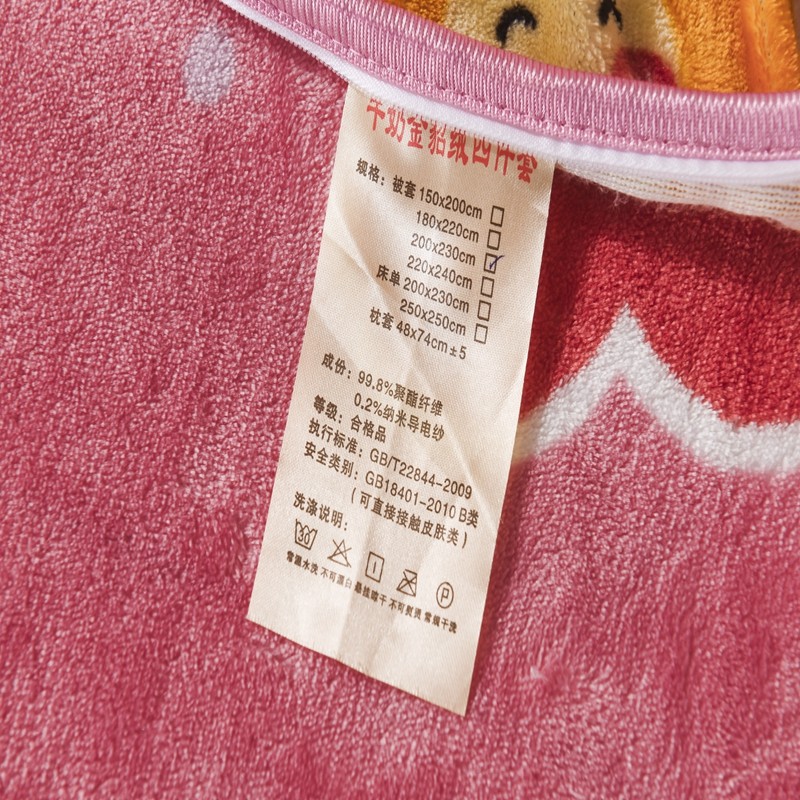 牛奶金貂绒四件套
规格：被套 150x200cm
180x220cm
200x230cm
220x240cm
床单 200x230cm
250x250cm
枕套 48x74cm±5
成份：99.8%聚酯纤维
0.2%纳米导电纱
等级：合格品
执行标准：GB/T22844-2009
安全类别：GB18401-2010 B类
（可直接接触皮肤类）
洗涤说明：
30 P
常温水洗 不可漂白 悬挂晾干 不可熨烫 常规干洗